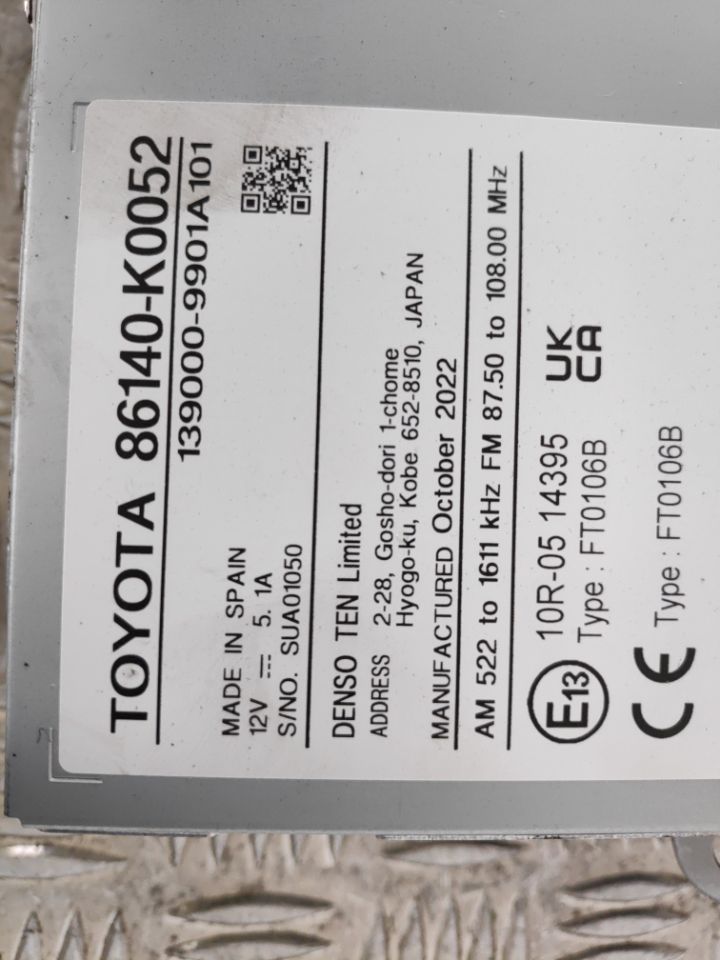 TOYOTA 86140-K0052
139000-9901A101
MADE IN SPAIN
12V 5. 1A
S/NO. SUA01050
DENSO TEN Limited
ADDRESS 2-28, Gosho-dori 1-chome
Hyogo-ku, Kobe 652-8510, JAPAN
MANUFACTURED October 2022
AM 522 to 1611 kHz FM 87.50 to 108.00 MHz
E13 10R-05 14395
Type : FT0106B
UK
CA
CE Type : FT0106B